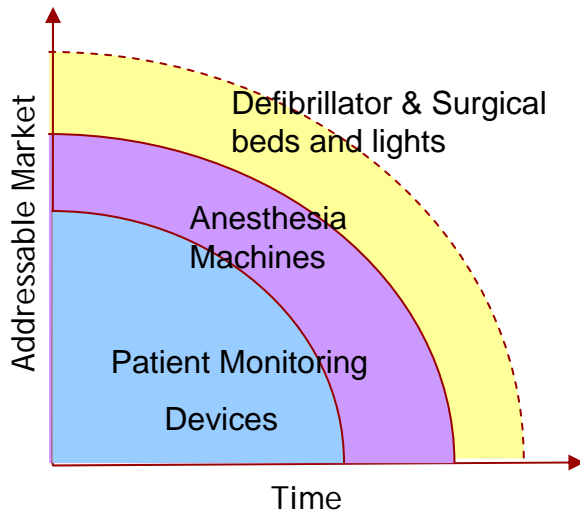 Defibrillator & Surgical
beds and lights
Anesthesia
Machines
Patient Monitoring
Devices
Addressable Market
Time